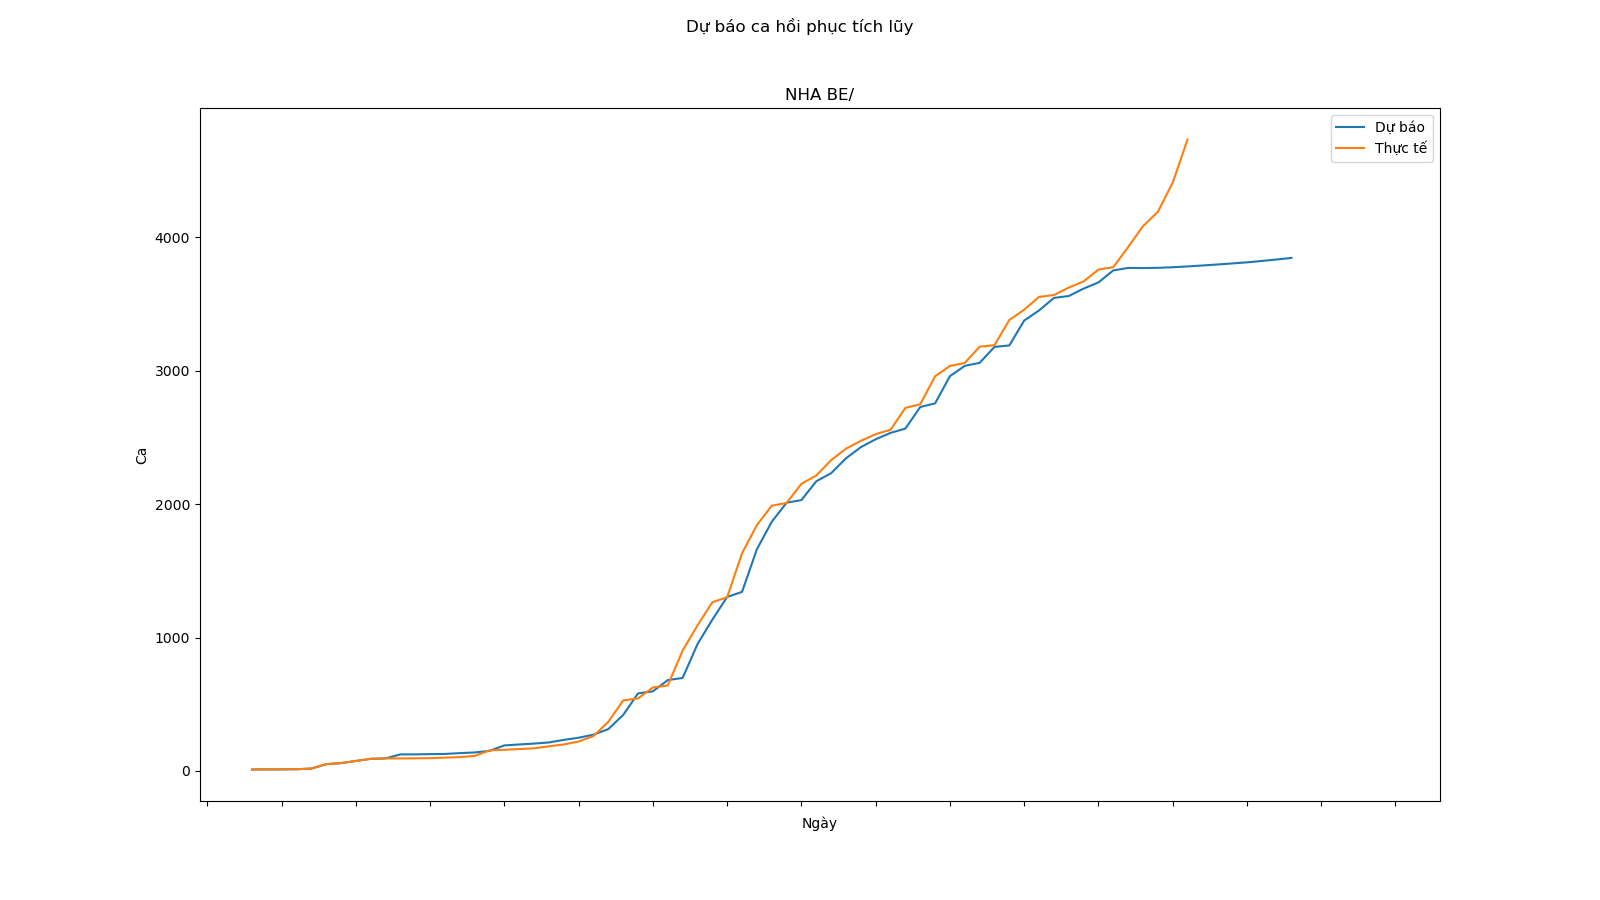 Dự báo ca hồi phục tích lũy
NHA BE/
Dự báo
Thực tế
4000
3000
2000
1000
0
Ca
Ngày